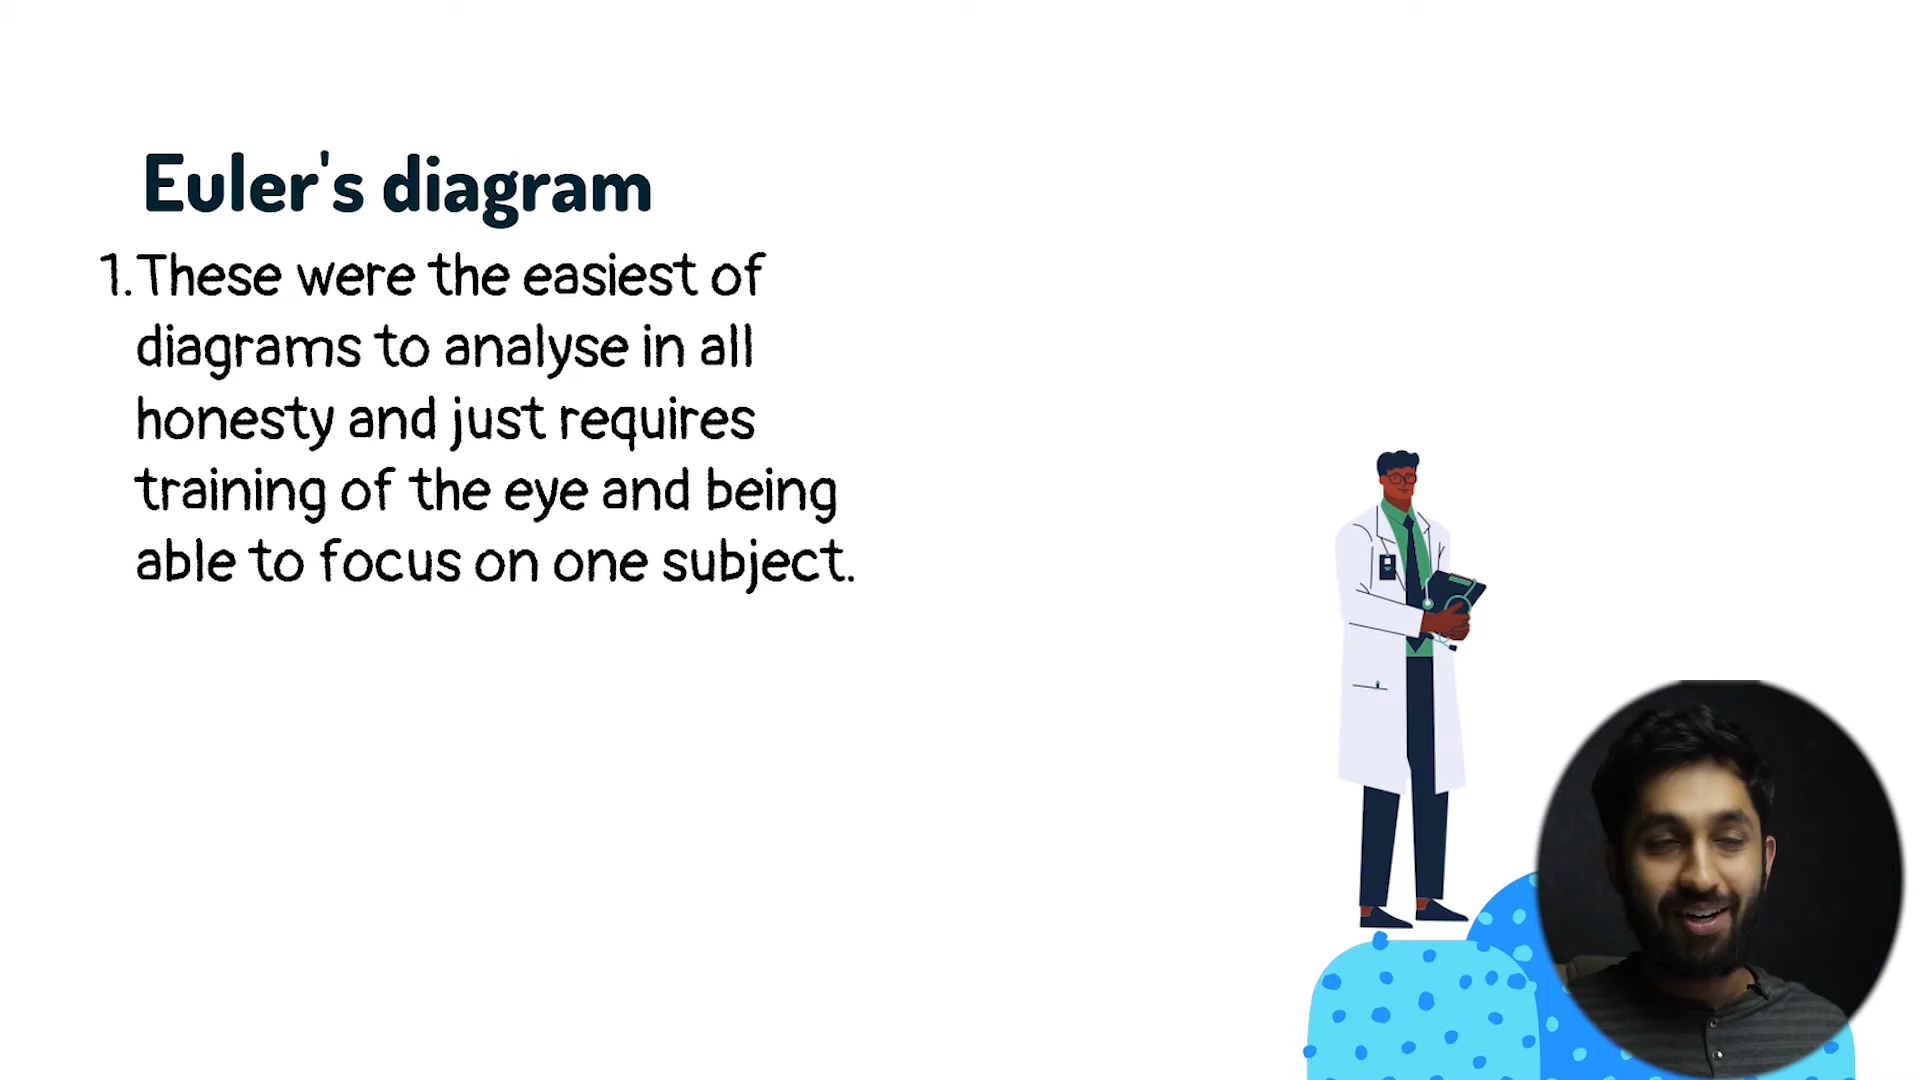 Euler's diagram
1. These were the easiest of
diagrams to analyse in all
honesty and just requires
training of the eye and being
able to focus on one subject.